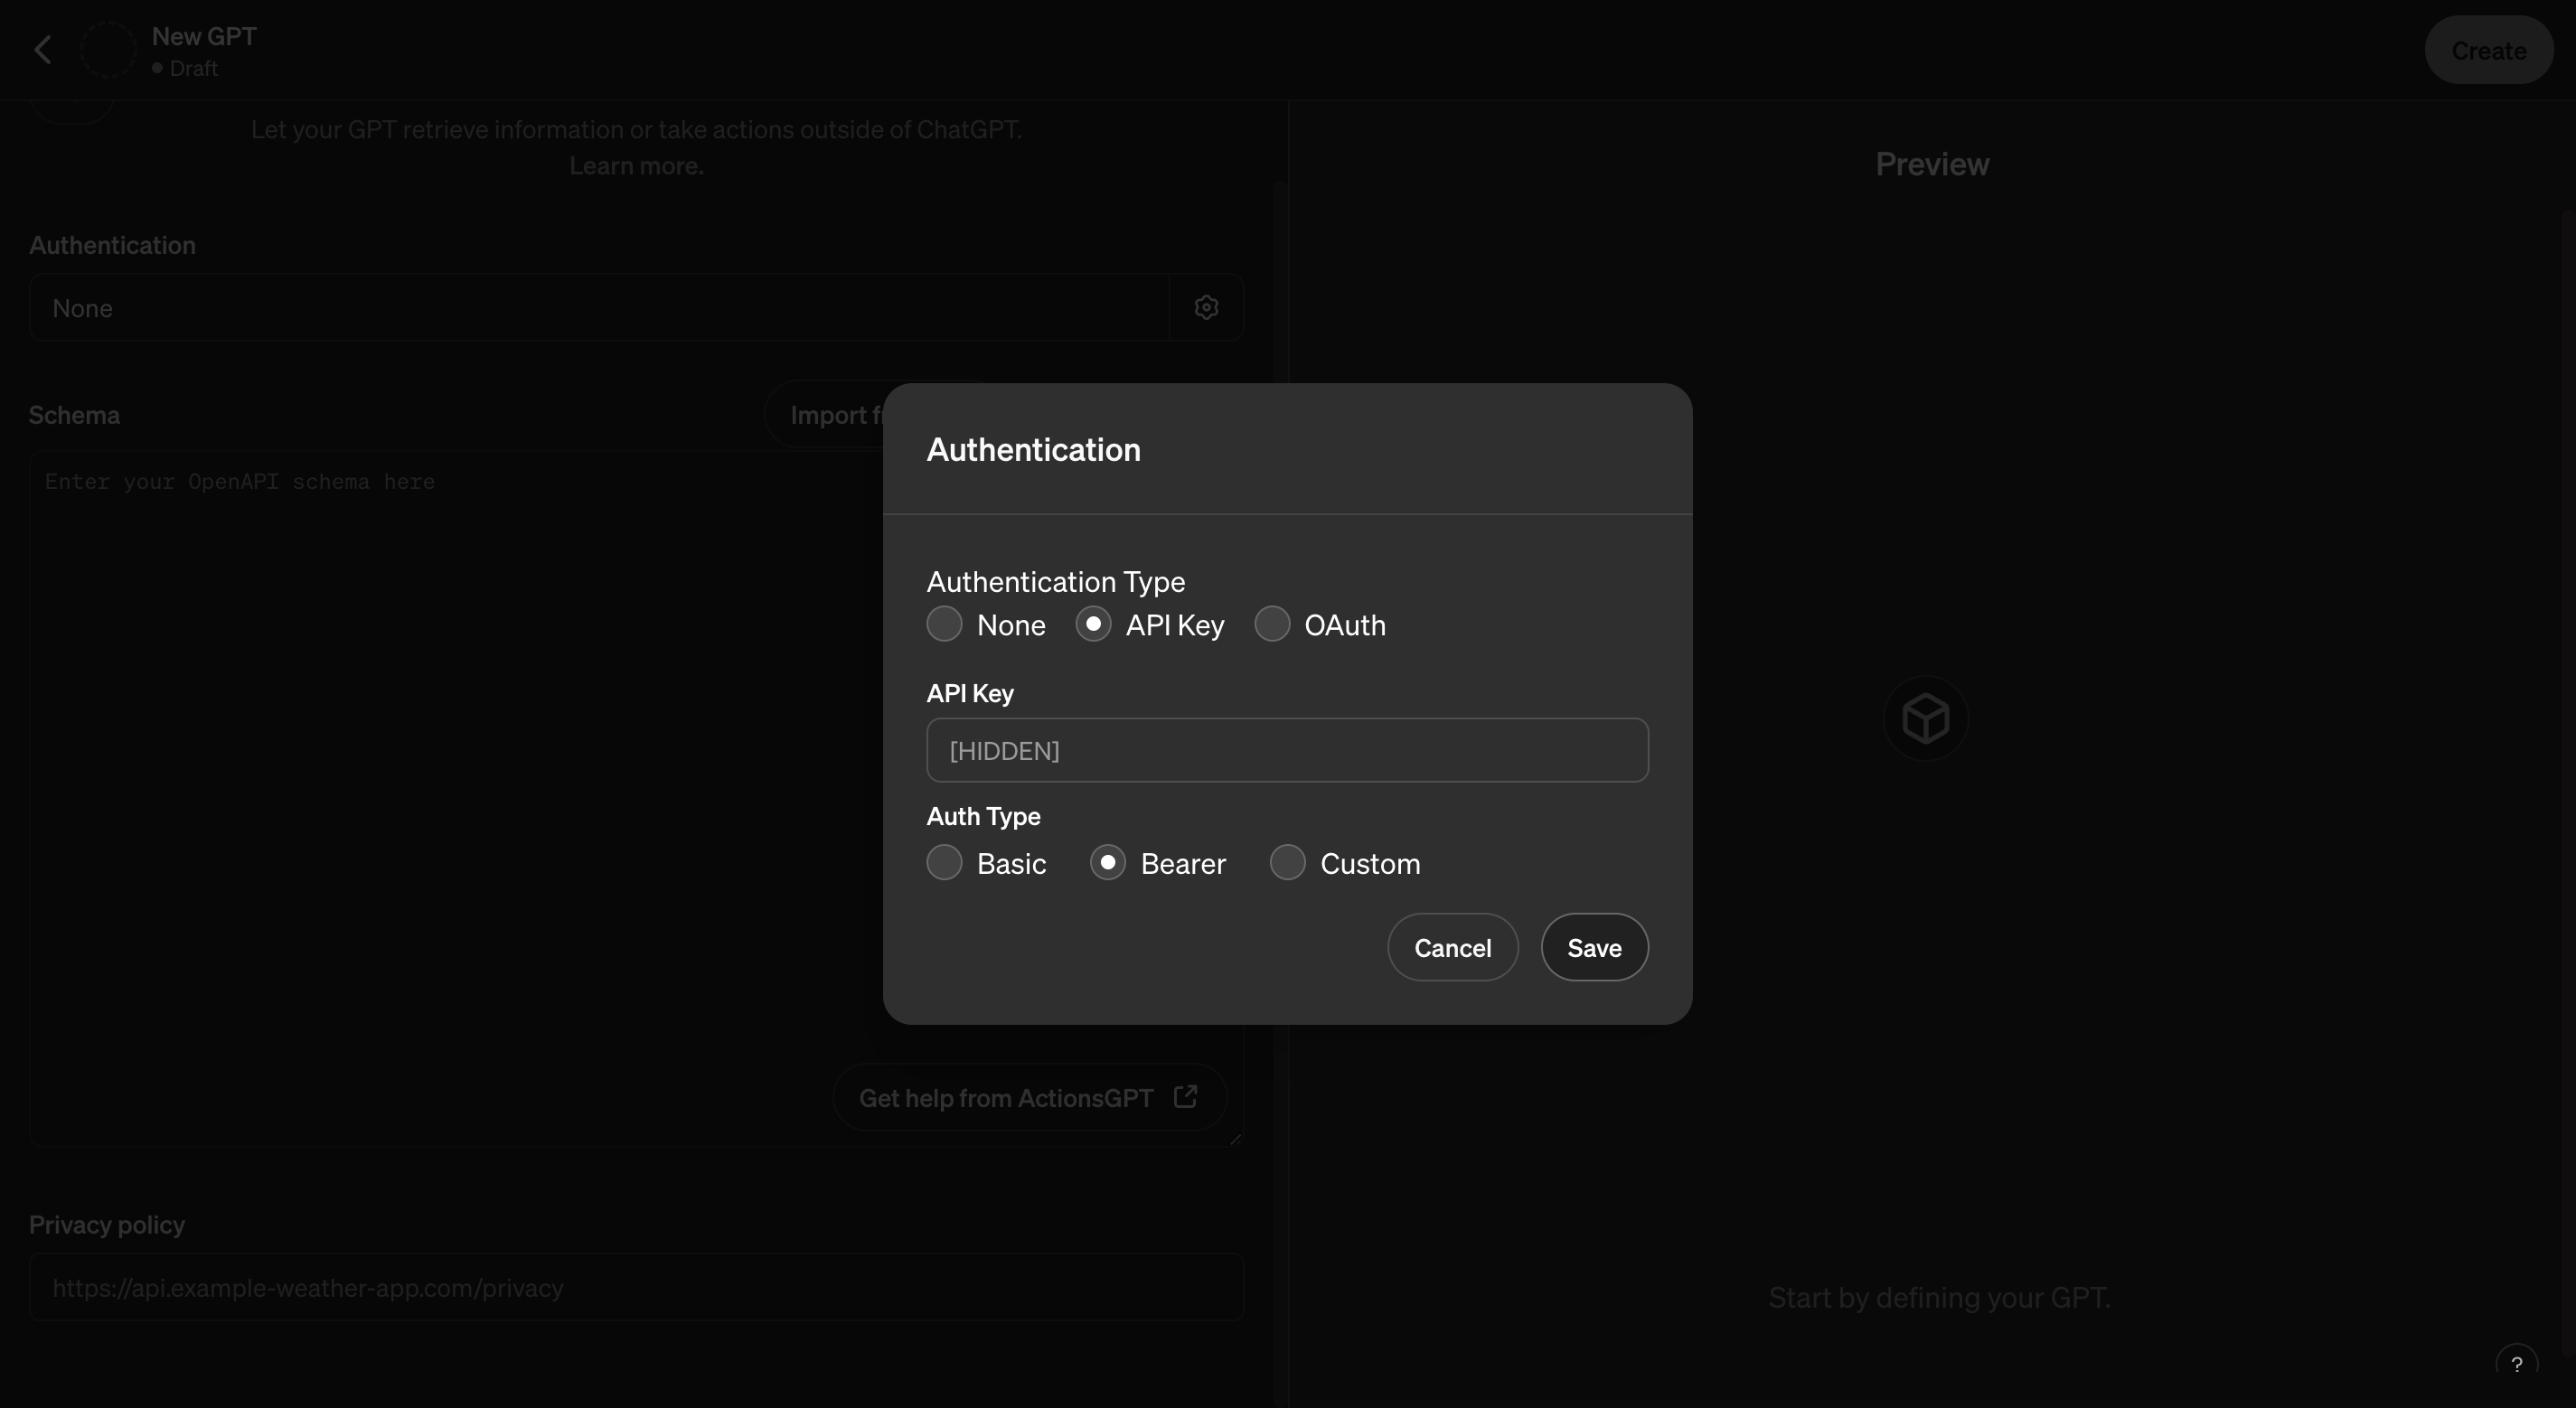 New GPT
Draft
Create
Let your GPT retrieve information or take actions outside of ChatGPT.
Learn more.
Preview
Authentication
None
Schema
Import
Enter your OpenAPI schema here
Authentication
Authentication Type
None API Key OAuth
API Key
[HIDDEN]
Auth Type
Basic Bearer Custom
Cancel Save
Get help from ActionsGPT
Privacy policy
https://api.example-weather-app.com/privacy
Start by defining your GPT.
?